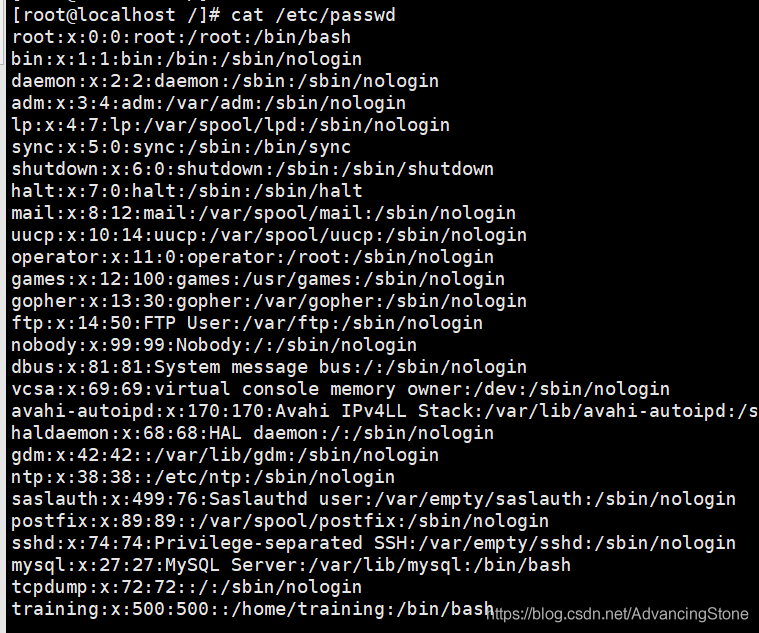 [root@localhost /]# cat /etc/passwd
root:x:0:0:root:/root:/bin/bash
bin:x:1:1:bin:/bin:/sbin/nologin
daemon:x:2:2:daemon:/sbin:/sbin/nologin
adm:x:3:4:adm:/var/adm:/sbin/nologin
lp:x:4:7:lp:/var/spool/lpd:/sbin/nologin
sync:x:5:0:sync:/sbin:/bin/sync
shutdown:x:6:0:shutdown:/sbin:/sbin/shutdown
halt:x:7:0:halt:/sbin:/sbin/halt
mail:x:8:12:mail:/var/spool/mail:/sbin/nologin
uucp:x:10:14:uucp:/var/spool/uucp:/sbin/nologin
operator:x:11:0:operator:/root:/sbin/nologin
games:x:12:100:games:/usr/games:/sbin/nologin
gopher:x:13:30:gopher:/var/gopher:/sbin/nologin
ftp:x:14:50:FTP User:/var/ftp:/sbin/nologin
nobody:x:99:99:Nobody:/:/sbin/nologin
dbus:x:81:81:System message bus:/:/sbin/nologin
vcsa:x:69:69:virtual console memory owner:/dev:/sbin/nologin
avahi-autoipd:x:170:170:Avahi IPv4LL Stack:/var/lib/avahi-autoipd:/s
haldaemon:x:68:68:HAL daemon:/:/sbin/nologin
gdm:x:42:42::/var/lib/gdm:/sbin/nologin
ntp:x:38:38::/etc/ntp:/sbin/nologin
saslauth:x:499:76:Saslauthd user:/var/empty/saslauth:/sbin/nologin
postfix:x:89:89::/var/spool/postfix:/sbin/nologin
sshd:x:74:74:Privilege-separated SSH:/var/empty/sshd:/sbin/nologin
mysql:x:27:27:MySQL Server:/var/lib/mysql:/bin/bash
tcpdump:x:72:72::/:/sbin/nologin
training:x:500:500::/home/training:/bin/bash
https://blog.csdn.net/AdvancingStone